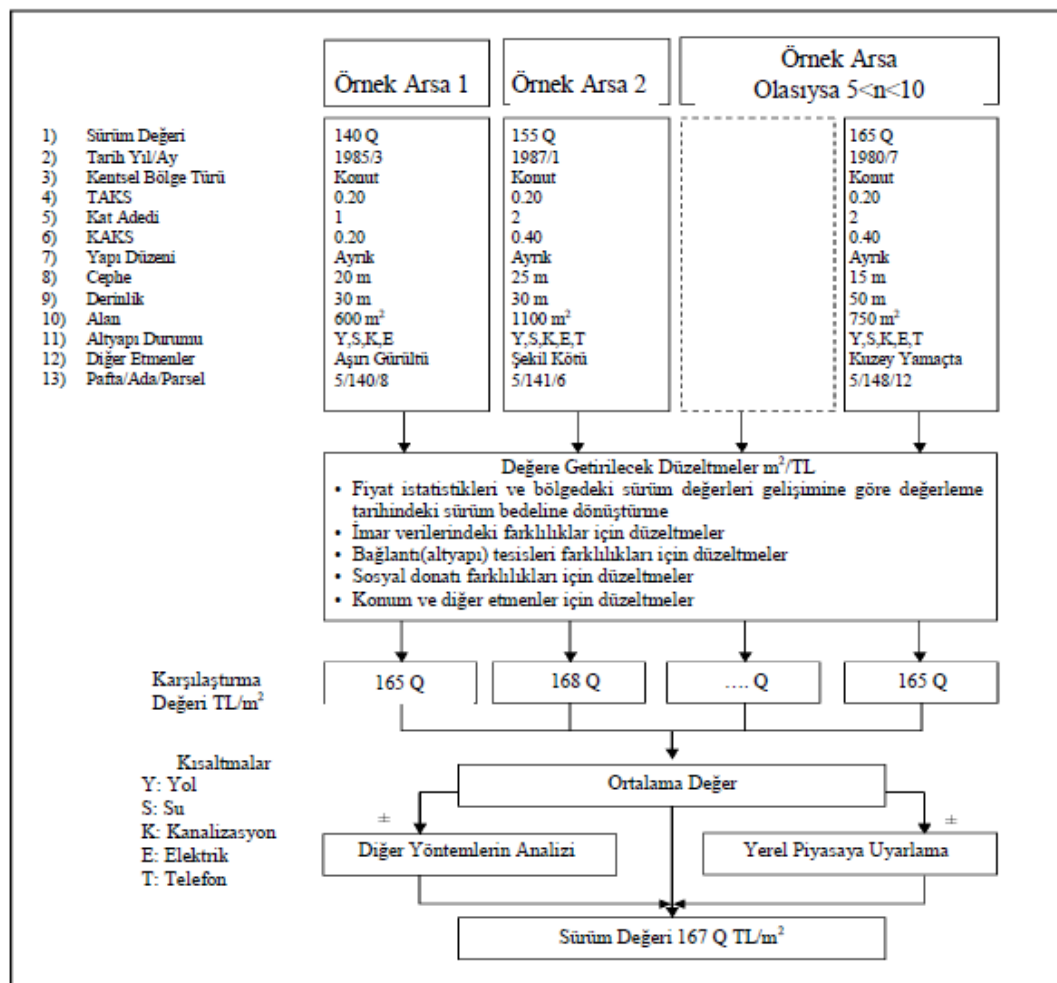 Örnek Arsa 1
Örnek Arsa 2
Örnek Arsa
Olasıysa 5<n<10
1) Sürüm Değeri 140 Q 155 Q 165 Q
2) Tarih Yıl/Ay 1985/3 1987/1 1980/7
3) Kentsel Bölge Türü Konut Konut Konut
4) TAKS 0.20 0.20 0.20
5) Kat Adedi 1 2 2
6) KAKS 0.20 0.40 0.40
7) Yapı Düzeni Ayrık Ayrık Ayrık
8) Cephe 20 m 25 m 15 m
9) Derinlik 30 m 30 m 50 m
10) Alan 600 m² 1100 m² 750 m²
11) Altyapı Durumu Y,S,K,E Y,S,K,E,T Y,S,K,E,T
12) Diğer Etmenler Aşırı Gürültü Şekil Kötü Kuzey Yamaçta
13) Pafta/Ada/Parsel 5/140/8 5/141/6 5/148/12
Değere Getirilecek Düzeltmeler m²/TL
• Fiyat istatistikleri ve bölgedeki sürüm değerleri gelişimine göre değerleme
tarihindeki sürüm bedeline dönüştürme
• İmar verilerindeki farklılıklar için düzeltmeler
• Bağlantı(altyapı) tesisleri farklılıkları için düzeltmeler
• Sosyal donatı farklılıkları için düzeltmeler
• Konum ve diğer etmenler için düzeltmeler
Karşılaştırma
Değeri TL/m²
165 Q
168 Q
.... Q
165 Q
Kısaltmalar
Y: Yol
S: Su
K: Kanalizasyon
E: Elektrik
T: Telefon
Ortalama Değer
±
±
Diğer Yöntemlerin Analizi
Yerel Piyasaya Uyarlama
Sürüm Değeri 167 Q TL/m²